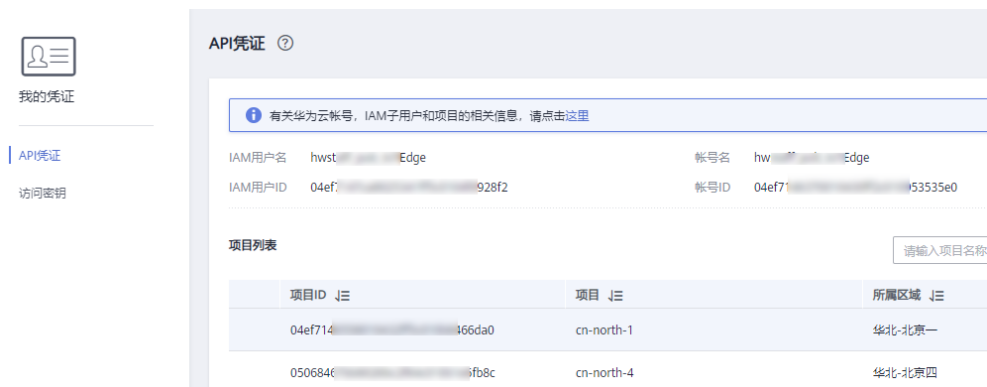 API凭证
我的凭证
有关华为云帐号，IAM子用户和项目的相关信息，请点击这里
API凭证
访问密钥
IAM用户名 hwst Edge 帐号名 hw Edge
IAM用户ID 04ef 928f2 帐号ID 04ef71 53535e0
项目列表
请输入项目名称
项目ID 项目 所属区域
04ef714 466da0 cn-north-1 华北-北京一
0506846 5fb8c cn-north-4 华北-北京四